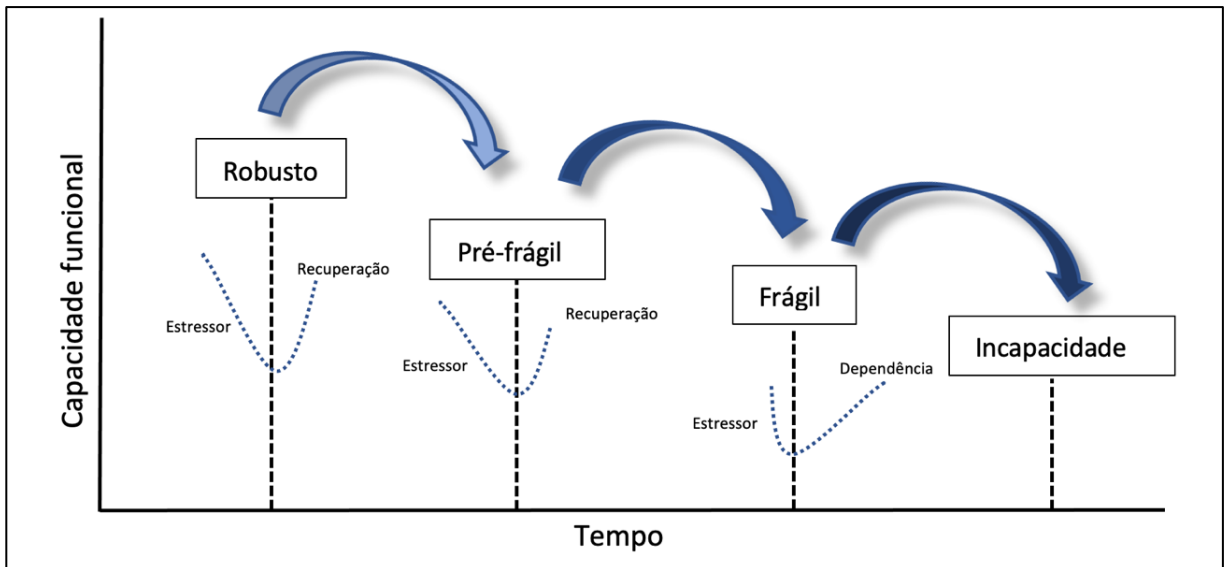 Capacidade funcional
Robusto
Estressor
Recuperação
Pré-frágil
Estressor
Recuperação
Frágil
Estressor
Dependência
Incapacidade
Tempo